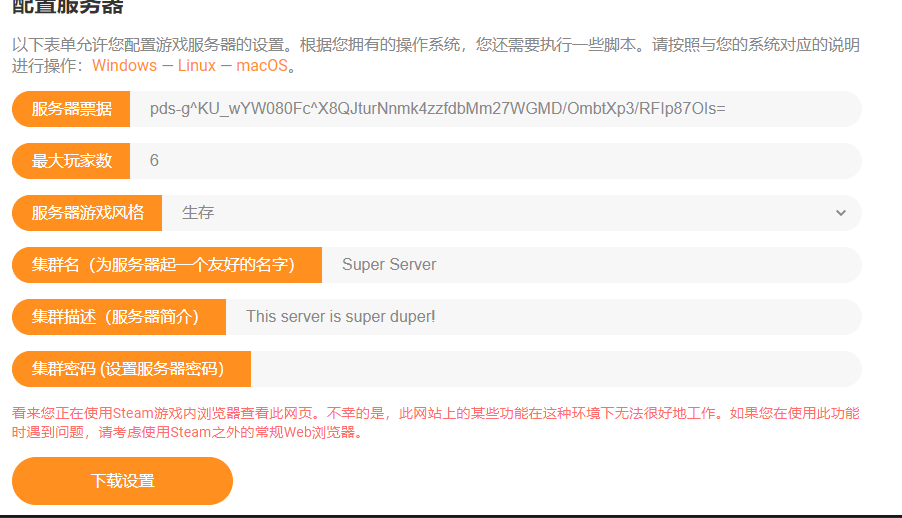 配置服务器
以下表单允许您配置游戏服务器的设置。根据您拥有的操作系统，您还需要执行一些脚本。请按照与您的系统对应的说明
进行操作：Windows — Linux — macOS。
服务器票据 pds-g^KU_wYW080Fc^X8QJturNnmk4zzfdbMm27WGMD/OmbtXp3/RFIp87OIs=
最大玩家数 6
服务器游戏风格 生存
集群名（为服务器起一个友好的名字） Super Server
集群描述（服务器简介） This server is super duper!
集群密码 (设置服务器密码）
看来您正在使用Steam游戏内浏览器查看此网页。不幸的是，此网站上的某些功能在这种环境下无法很好地工作。如果您在使用此功能
时遇到问题，请考虑使用Steam之外的常规Web浏览器。
下载设置